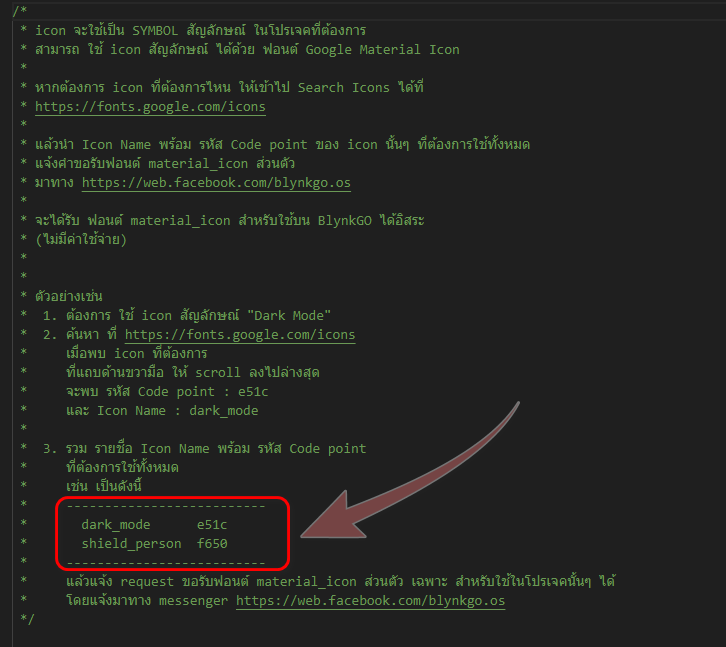 /*
* icon จะใช้เป็น SYMBOL สัญลักษณ์ ในโปรเจคที่ต้องการ
* สามารถ ใช้ icon สัญลักษณ์ ได้ด้วย ฟอนต์ Google Material Icon
*
* หากต้องการ icon ที่ต้องการไหน ให้เข้าไป Search Icons ได้ที่
* https://fonts.google.com/icons
*
* แล้วนำ Icon Name พร้อม รหัส Code point ของ icon นั้นๆ ที่ต้องการใช้ทั้งหมด
* แจ้งคำขอรับฟอนต์ material_icon ส่วนตัว
* มาทาง https://web.facebook.com/blynkgo.os
*
* จะได้รับ ฟอนต์ material_icon สำหรับใช้บน BlynkGO ได้อิสระ
* (ไม่มีค่าใช้จ่าย)
*
*
* ตัวอย่างเช่น
* 1. ต้องการ ใช้ icon สัญลักษณ์ "Dark Mode"
* 2. ค้นหา ที่ https://fonts.google.com/icons
* เมื่อพบ icon ที่ต้องการ
* ที่แถบด้านขวามือ ให้ scroll ลงไปล่างสุด
* จะพบ รหัส Code point : e51c
* และ Icon Name : dark_mode
*
* 3. รวม รายชื่อ Icon Name พร้อม รหัส Code point
* ที่ต้องการใช้ทั้งหมด
* เช่น เป็นดังนี้
* --------------------------
* dark_mode e51c
* shield_person f650
* --------------------------
* แล้วแจ้ง request ขอรับฟอนต์ material_icon ส่วนตัว เฉพาะ สำหรับใช้ในโปรเจคนั้นๆ ได้
* โดยแจ้งมาทาง messenger https://web.facebook.com/blynkgo.os
*/